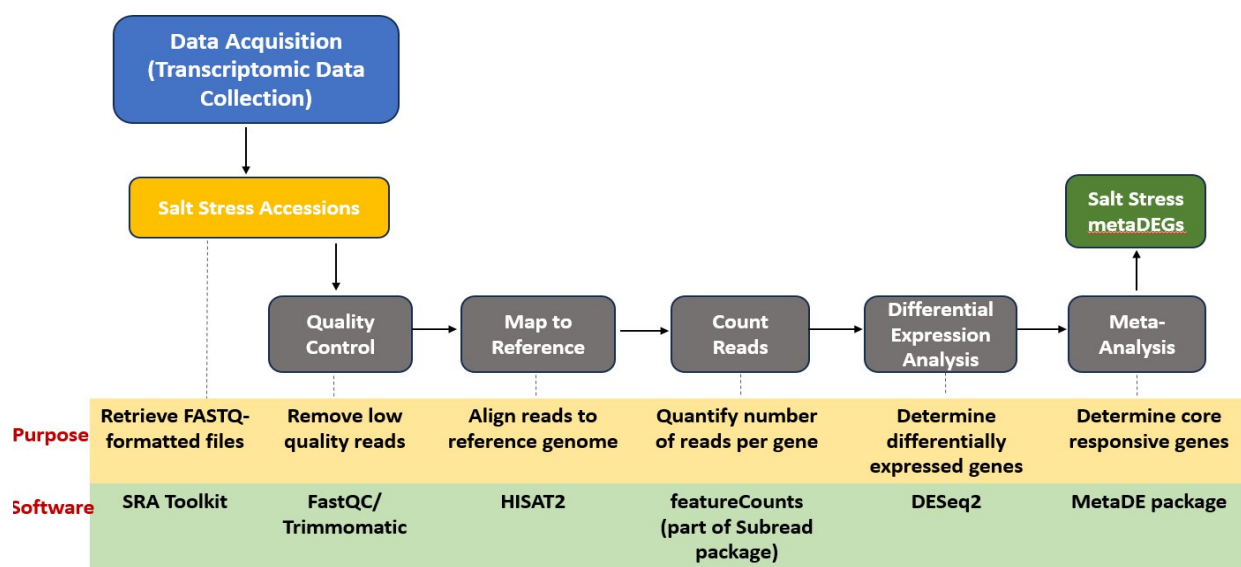 Data Acquisition
(Transcriptomic Data
Collection)
Salt Stress Accessions
Salt Stress
metaDEGs
Quality
Control
Map to
Reference
Count
Reads
Differential
Expression
Analysis
Meta-
Analysis
Purpose
Retrieve FASTQ-
formatted files
Remove low
quality reads
Align reads to
reference genome
Quantify number
of reads per gene
Determine
differentially
expressed genes
Determine core
responsive genes
Software
SRA Toolkit
FastQC/
Trimmomatic
HISAT2
featureCounts
(part of Subread
package)
DESeq2
MetaDE package